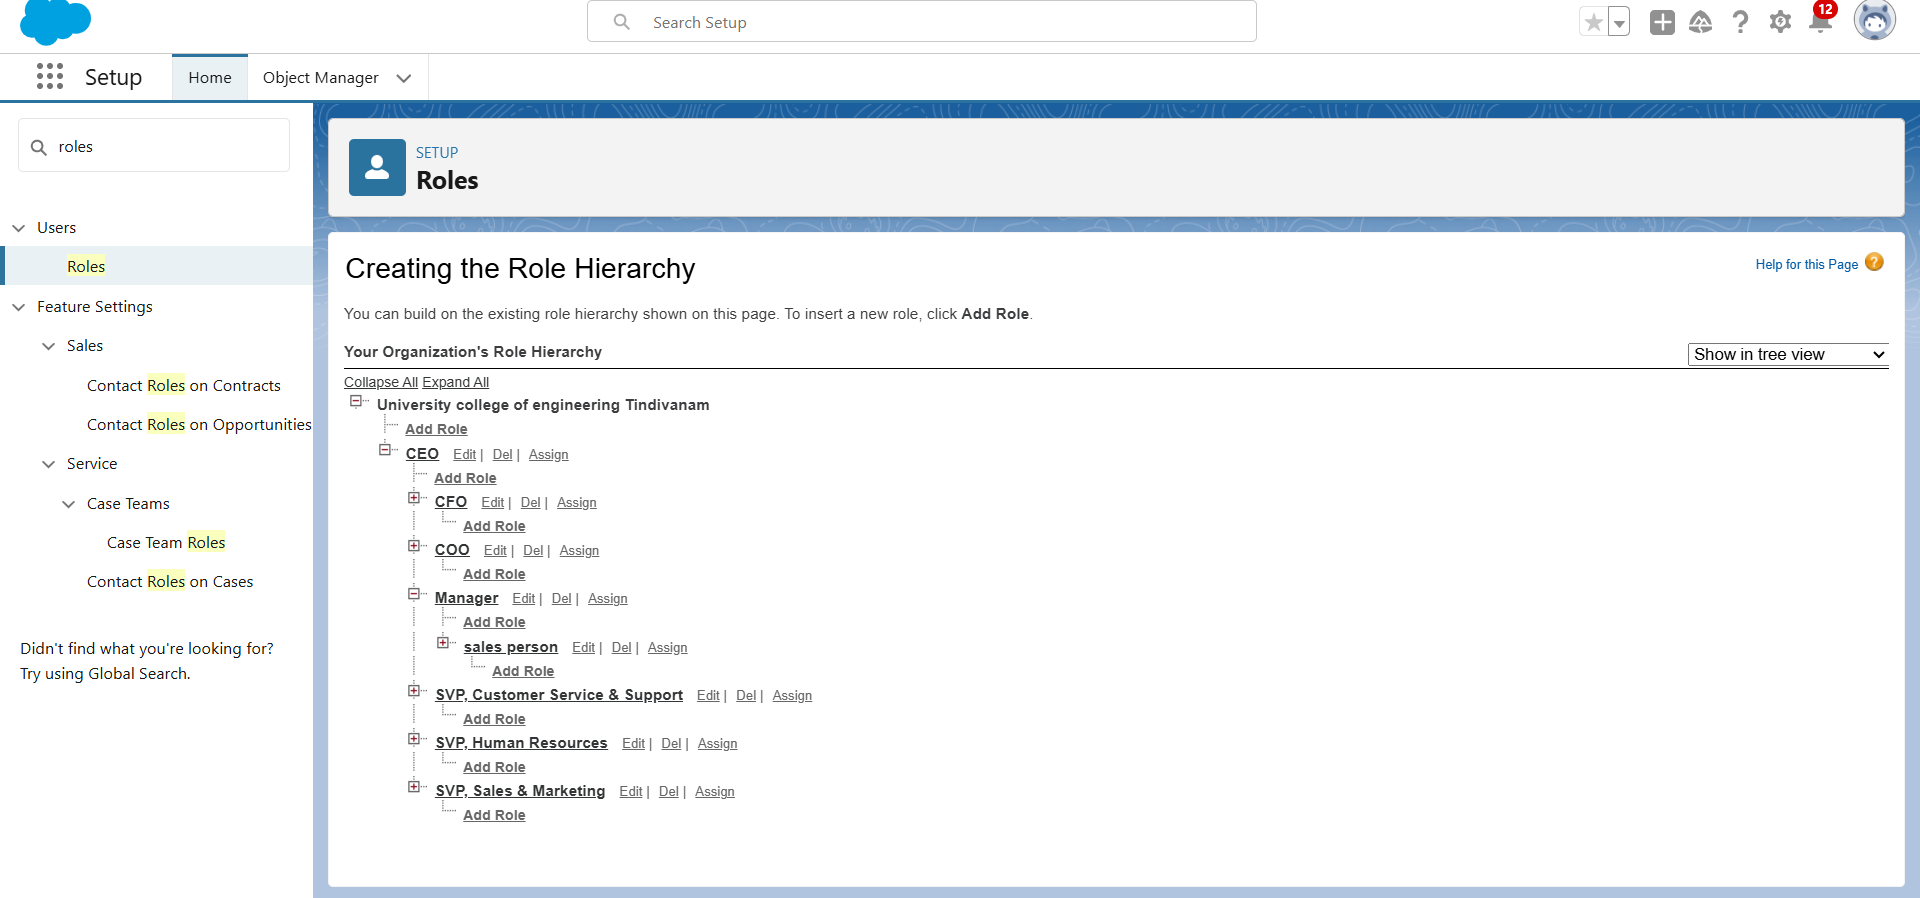 Search Setup
12
Setup
Home
Object Manager
roles
Users
Roles
Feature Settings
Sales
Contact Roles on Contracts
Contact Roles on Opportunities
Service
Case Teams
Case Team Roles
Contact Roles on Cases
Didn't find what you're looking for?
Try using Global Search.
SETUP
Roles
Creating the Role Hierarchy
Help for this Page ?
You can build on the existing role hierarchy shown on this page. To insert a new role, click Add Role.
Your Organization's Role Hierarchy
Show in tree view
Collapse All Expand All
University college of engineering Tindivanam
Add Role
CEO Edit | Del | Assign
Add Role
CFO Edit | Del | Assign
Add Role
COO Edit | Del | Assign
Add Role
Manager Edit | Del | Assign
Add Role
sales person Edit | Del | Assign
Add Role
SVP, Customer Service & Support Edit | Del | Assign
Add Role
SVP, Human Resources Edit | Del | Assign
Add Role
SVP, Sales & Marketing Edit | Del | Assign
Add Role